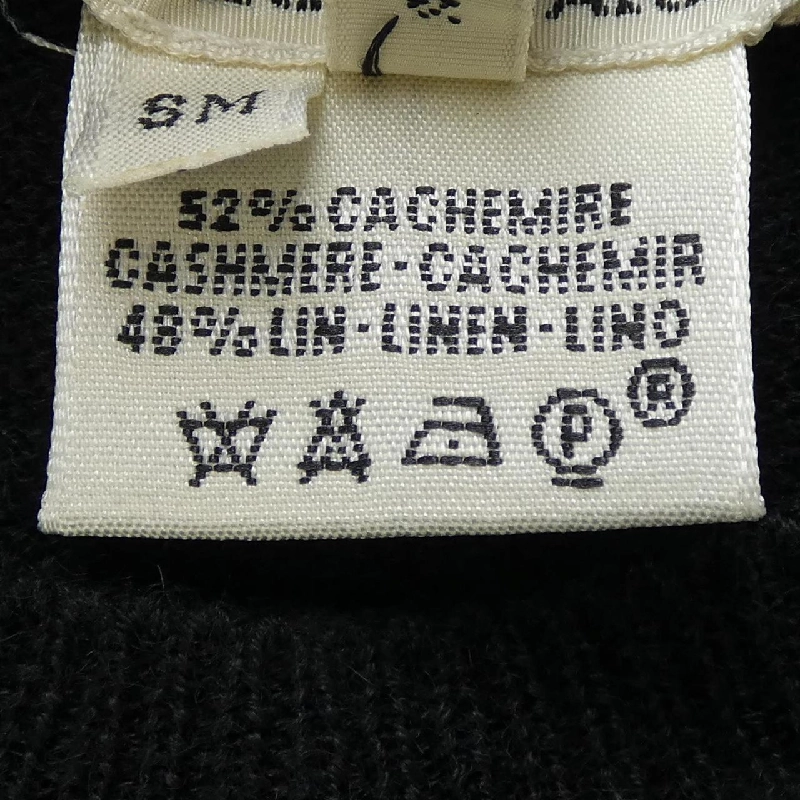 SM
52% CACHEMIRE
CASHMERE-CACHEMIR
48% LIN-LINEN-LINO
P ®